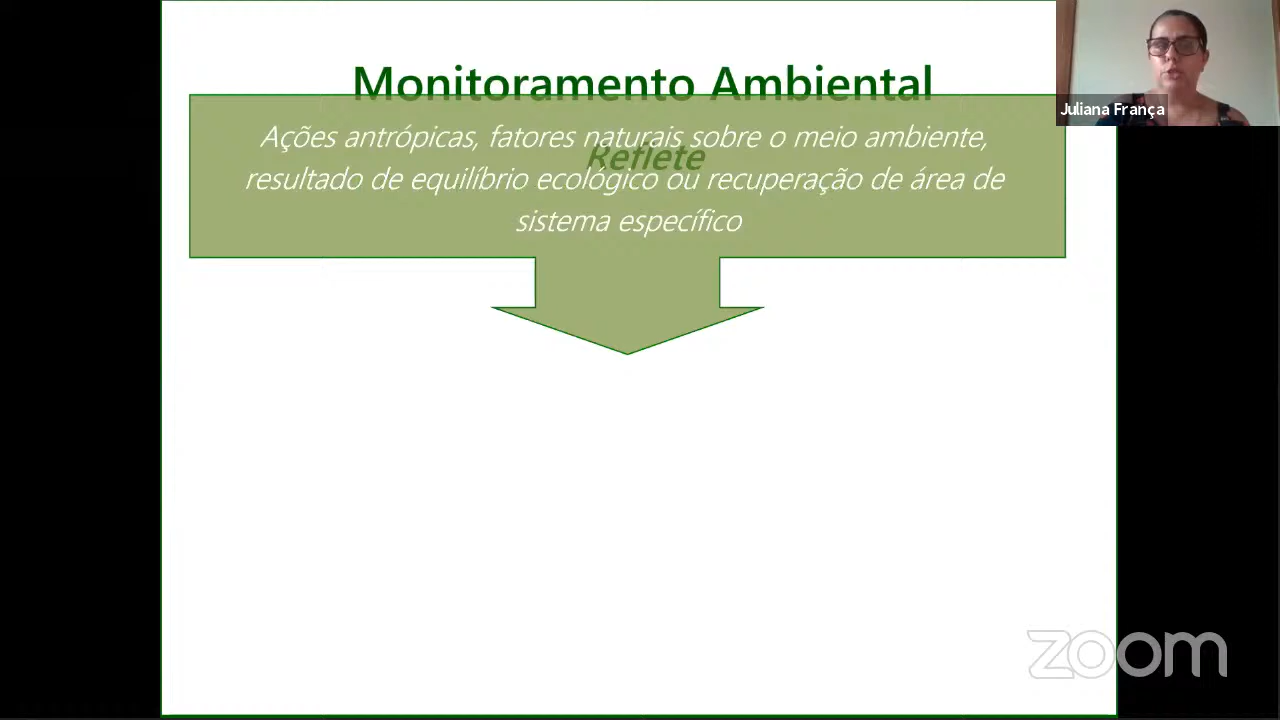 Monitoramento Ambiental
Reflete
Ações antrópicas, fatores naturais sobre o meio ambiente,
resultado de equilíbrio ecológico ou recuperação de área de
sistema específico
Juliana França
zoom